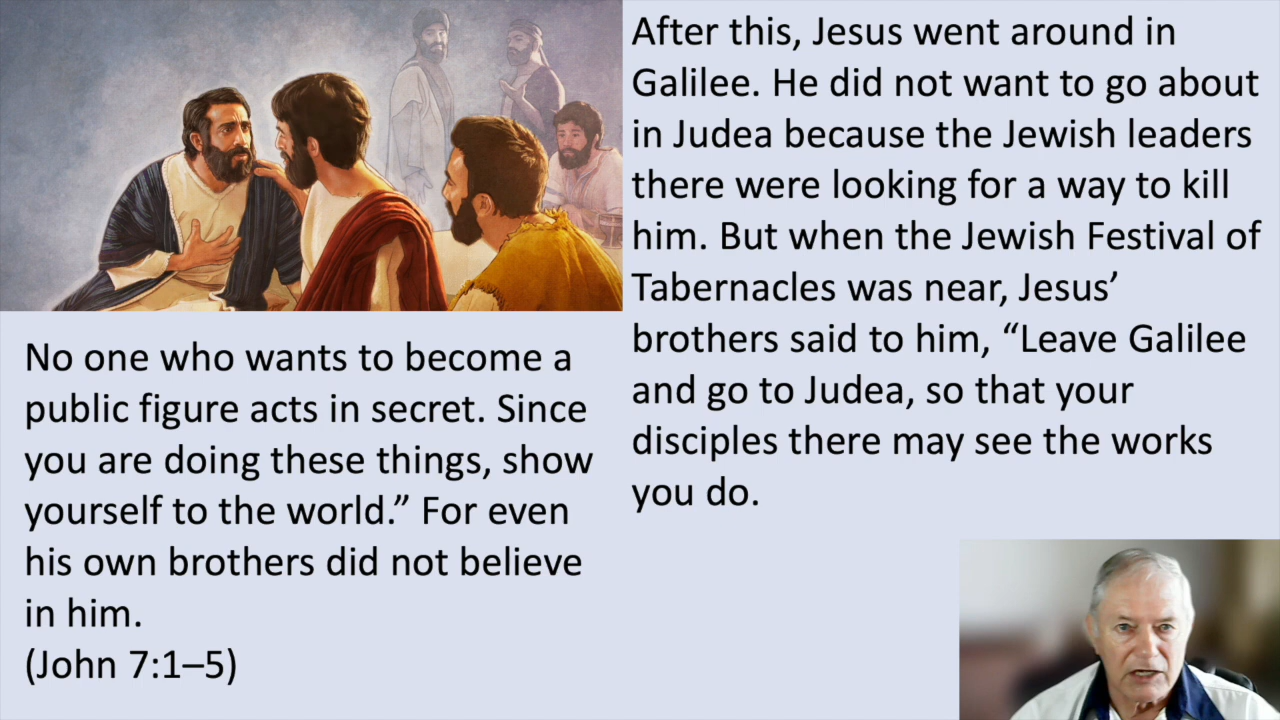 After this, Jesus went around in
Galilee. He did not want to go about
in Judea because the Jewish leaders
there were looking for a way to kill
him. But when the Jewish Festival of
Tabernacles was near, Jesus’
brothers said to him, “Leave Galilee
and go to Judea, so that your
disciples there may see the works
you do.
No one who wants to become a
public figure acts in secret. Since
you are doing these things, show
yourself to the world.” For even
his own brothers did not believe
in him.
(John 7:1–5)